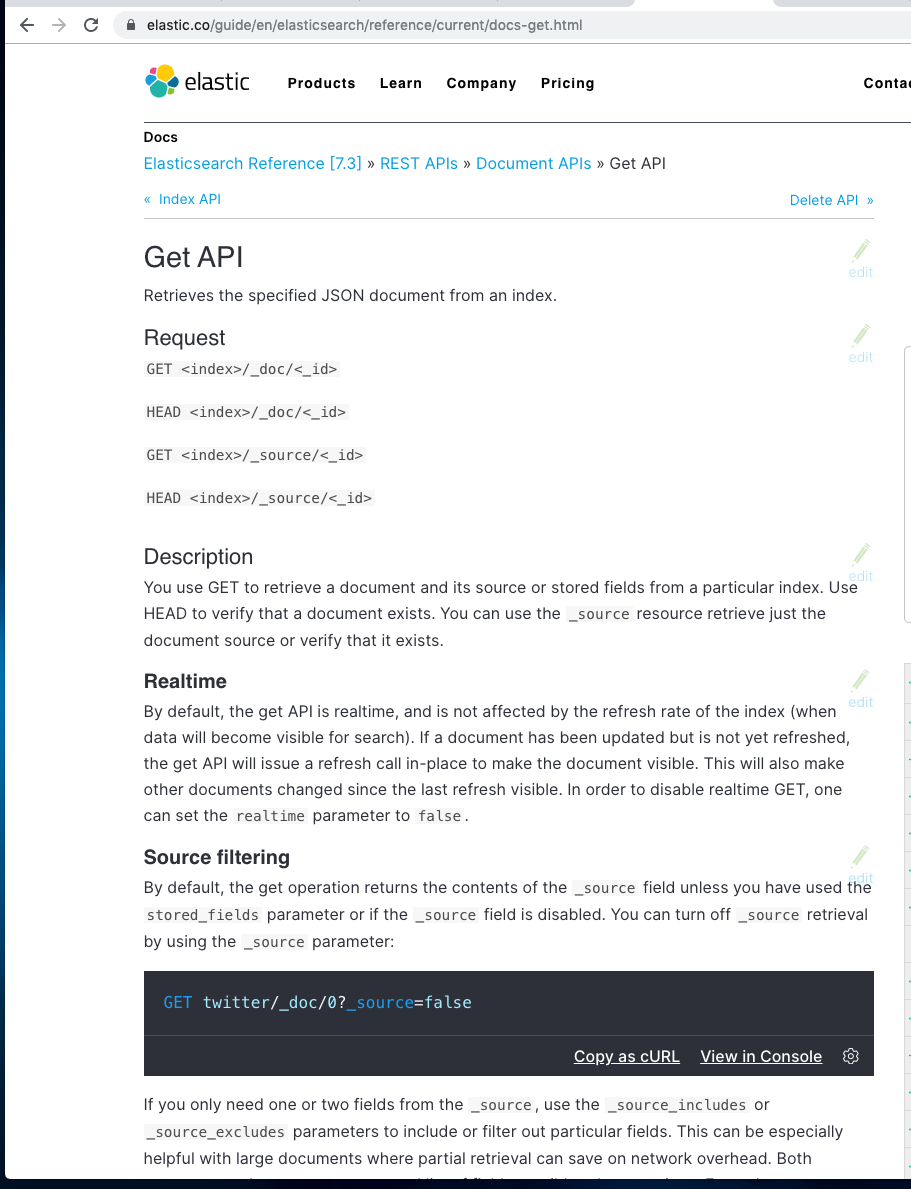 elastic.co/guide/en/elasticsearch/reference/current/docs-get.html
elastic Products Learn Company Pricing
Docs
Elasticsearch Reference [7.3] » REST APIs » Document APIs » Get API
« Index API Delete API »
Get API
edit
Retrieves the specified JSON document from an index.
Request
edit
GET <index>/_doc/<_id>
HEAD <index>/_doc/<_id>
GET <index>/_source/<_id>
HEAD <index>/_source/<_id>
Description
edit
You use GET to retrieve a document and its source or stored fields from a particular index. Use
HEAD to verify that a document exists. You can use the _source resource retrieve just the
document source or verify that it exists.
Realtime
edit
By default, the get API is realtime, and is not affected by the refresh rate of the index (when
data will become visible for search). If a document has been updated but is not yet refreshed,
the get API will issue a refresh call in-place to make the document visible. This will also make
other documents changed since the last refresh visible. In order to disable realtime GET, one
can set the realtime parameter to false.
Source filtering
edit
By default, the get operation returns the contents of the _source field unless you have used the
stored_fields parameter or if the _source field is disabled. You can turn off _source retrieval
by using the _source parameter:
GET twitter/_doc/0?_source=false
Copy as cURL View in Console
If you only need one or two fields from the _source, use the _source_includes or
_source_excludes parameters to include or filter out particular fields. This can be especially
helpful with large documents where partial retrieval can save on network overhead. Both